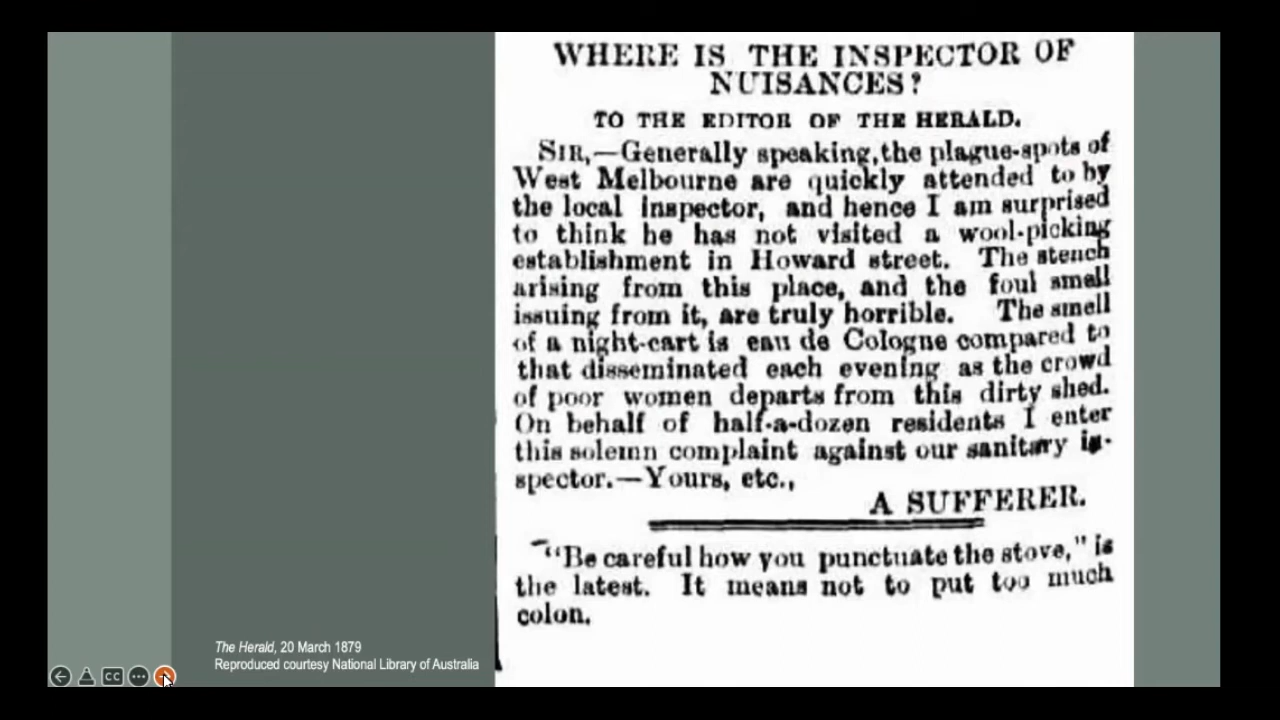 WHERE IS THE INSPECTOR OF
NUISANCES?
TO THE EDITOR OF THE HERALD.
SIR,—Generally speaking, the plague-spots of
West Melbourne are quickly attended to by
the local inspector, and hence I am surprised
to think he has not visited a wool-picking
establishment in Howard street. The stench
arising from this place, and the foul smell
issuing from it, are truly horrible. The smell
of a night-cart is eau de Cologne compared to
that disseminated each evening as the crowd
of poor women departs from this dirty shed.
On behalf of half-a-dozen residents I enter
this solemn complaint against our sanitary in-
spector.—Yours, etc.,
A SUFFERER.
"Be careful how you punctuate the stove," is
the latest. It means not to put too much
colon.
The Herald, 20 March 1879
Reproduced courtesy National Library of Australia
CC